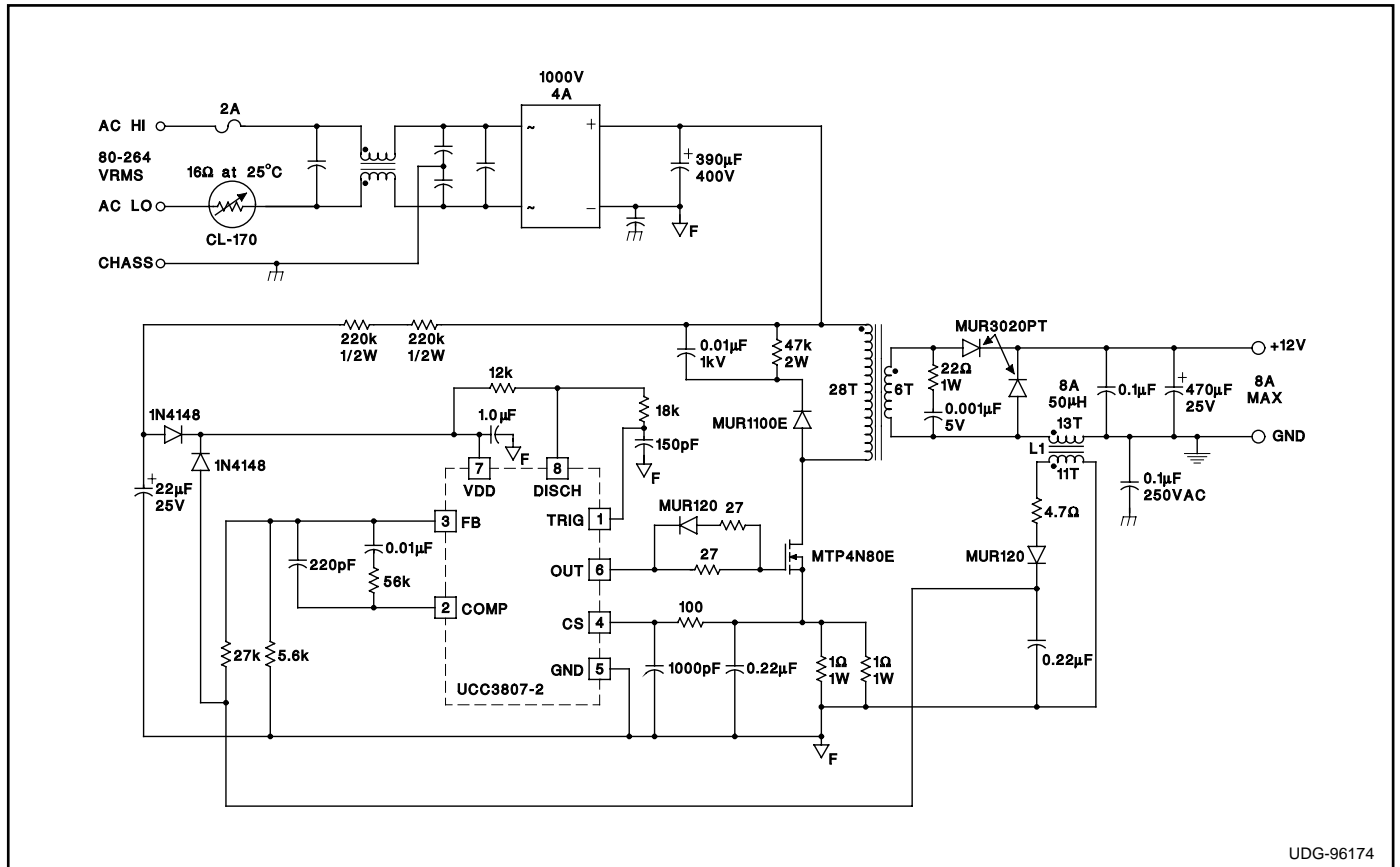 1000V
4A
2A
AC HI
+
~
+
390µF
400V
80-264
VRMS
16Ω at 25°C
AC LO
~
−
F
CL-170
CHASS
220k
1/2W
220k
1/2W
0.01µF
1kV
47k
2W
MUR3020PT
+12V
28T
6T
22Ω
1W
0.001µF
5V
8A
50µH
13T
0.1µF
+
470µF
25V
8A
MAX
12k
1N4148
1.0µF
F
18k
MUR1100E
150pF
F
L1
11T
GND
1N4148
7
VDD
8
DISCH
0.1µF
250VAC
+
22µF
25V
3
FB
TRIG
1
MUR120
27
4.7Ω
220pF
0.01µF
56k
OUT
6
27
MTP4N80E
MUR120
2
COMP
CS
4
100
27k
5.6k
GND
5
1000pF
0.22µF
1Ω
1W
1Ω
1W
0.22µF
UCC3807-2
F
UDG-96174